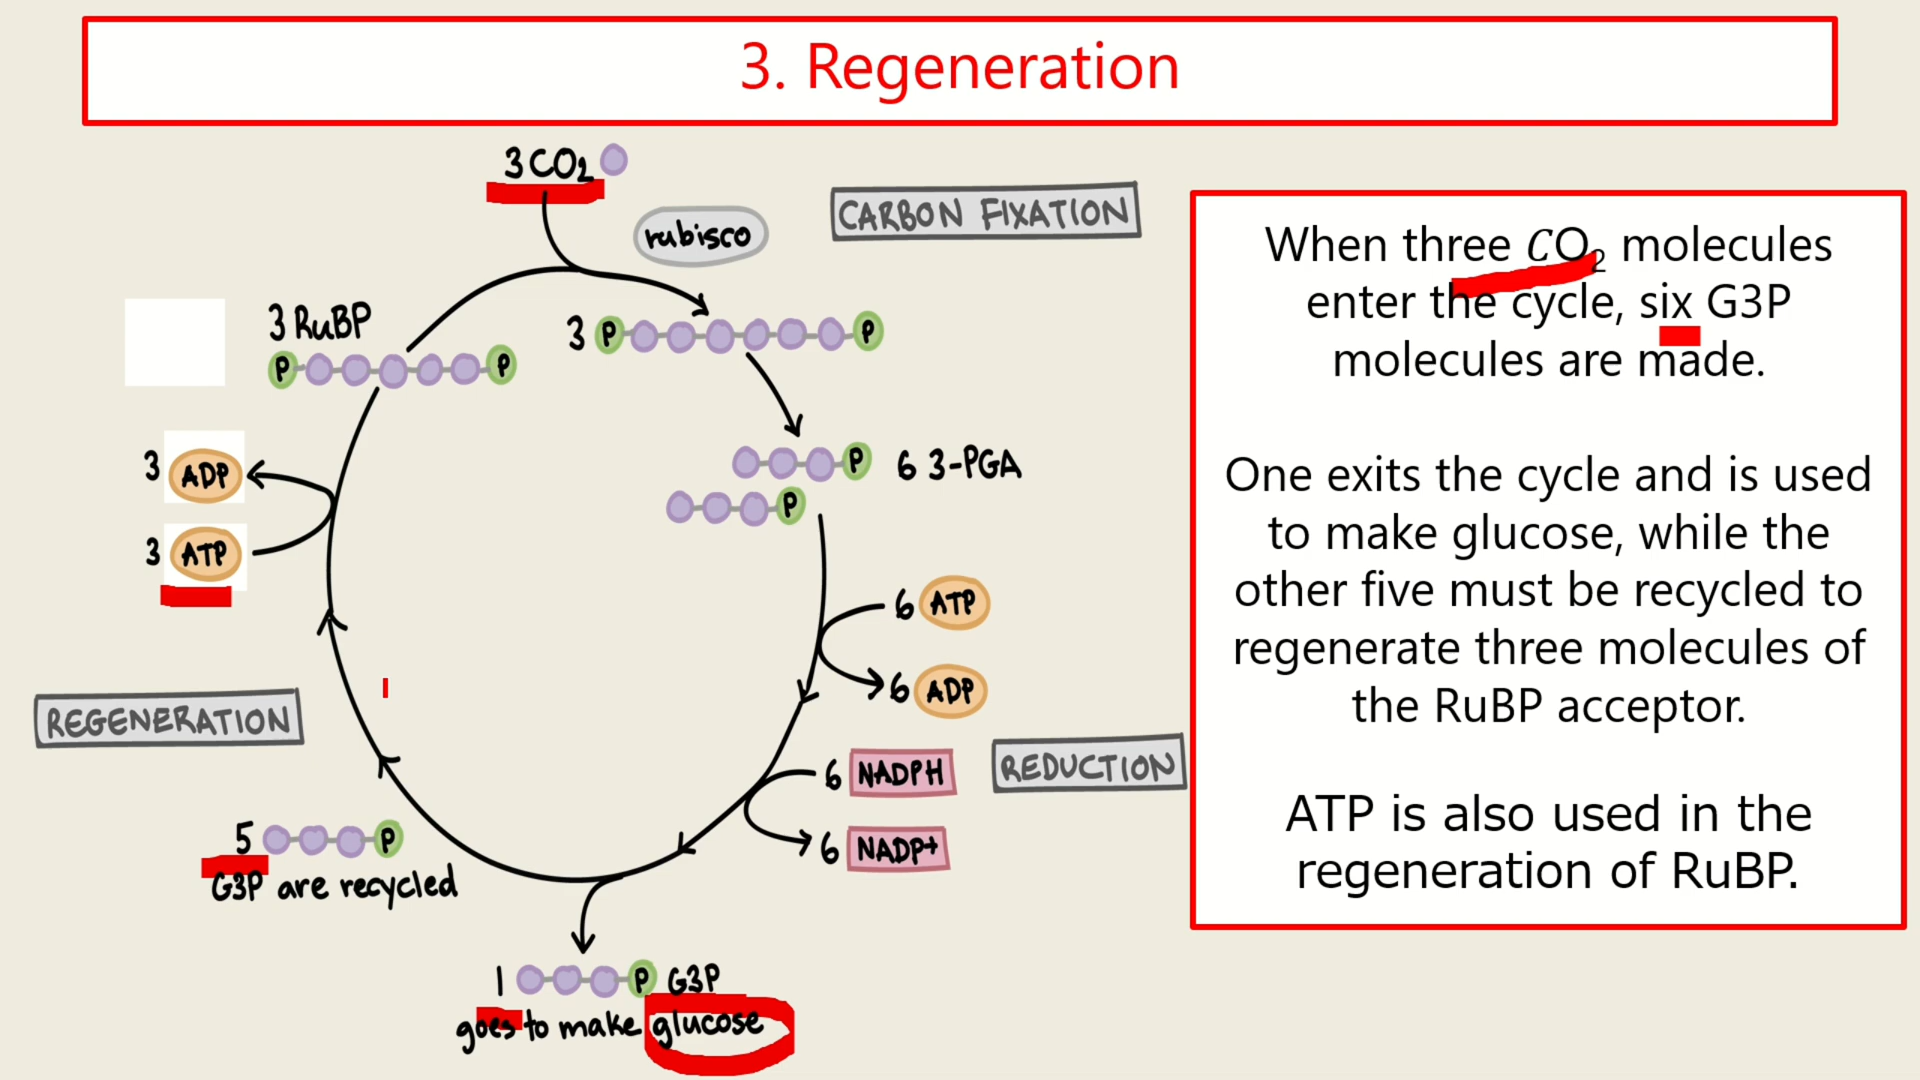 3. Regeneration
3 CO₂
rubisco
CARBON FIXATION
3 RuBP
P P
3 P P
P 6 3-PGA
P
3 ADP
3 ATP
6 ATP
6 ADP
REGENERATION
6 NADPH
REDUCTION
6 NADP+
5 P
G3P are recycled
1 P G3P
goes to make glucose
When three CO₂ molecules
enter the cycle, six G3P
molecules are made.
One exits the cycle and is used
to make glucose, while the
other five must be recycled to
regenerate three molecules of
the RuBP acceptor.
ATP is also used in the
regeneration of RuBP.